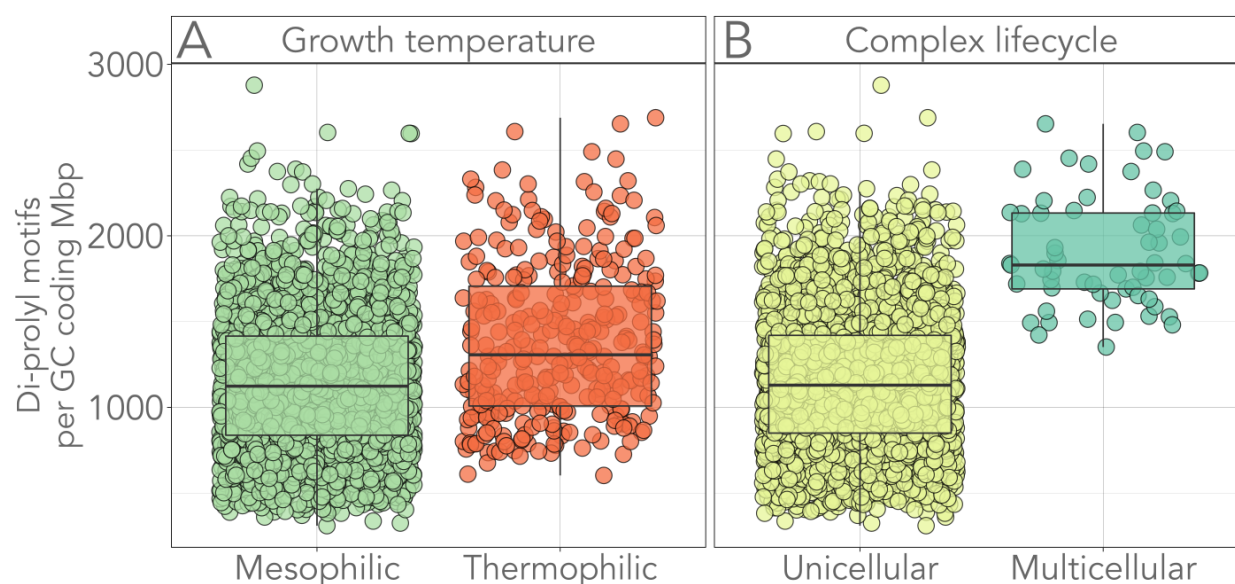 A
Growth temperature
B
Complex lifecycle
Di-prolyl motifs
per GC coding Mbp
3000
2000
1000
Mesophilic
Thermophilic
Unicellular
Multicellular